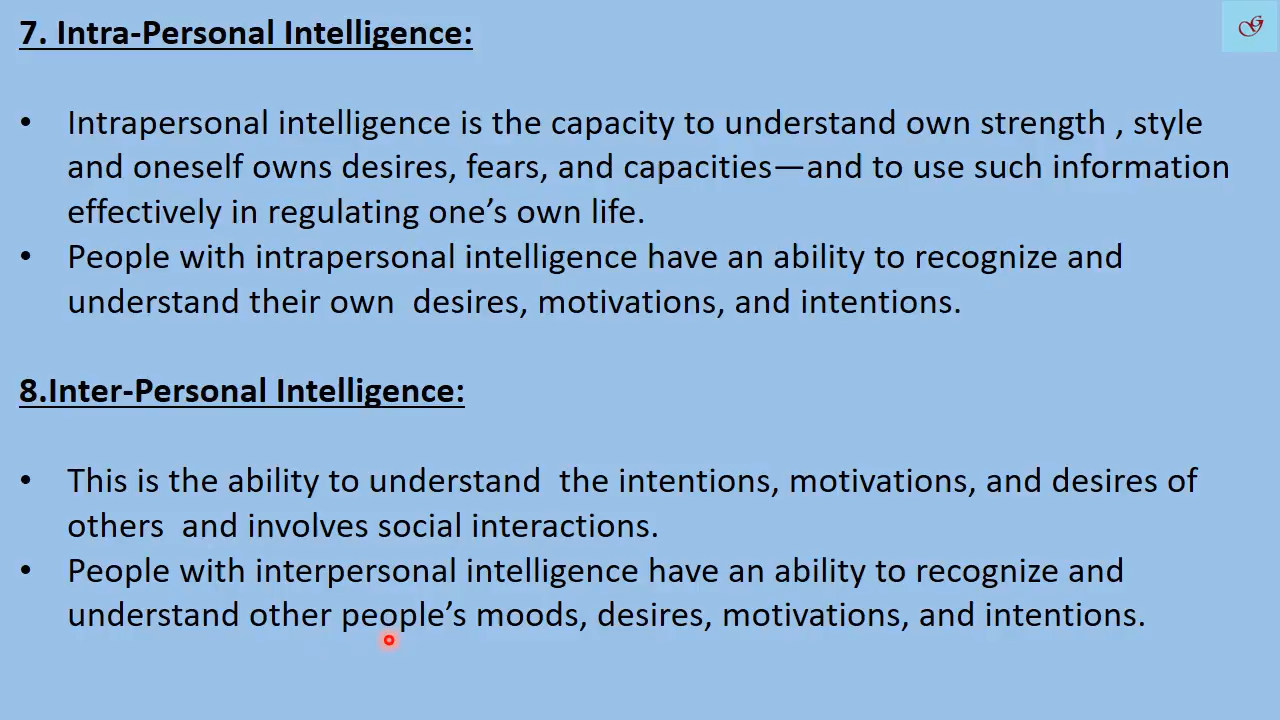 7. Intra-Personal Intelligence:
• Intrapersonal intelligence is the capacity to understand own strength , style
and oneself owns desires, fears, and capacities—and to use such information
effectively in regulating one’s own life.
• People with intrapersonal intelligence have an ability to recognize and
understand their own  desires, motivations, and intentions.
8.Inter-Personal Intelligence:
• This is the ability to understand  the intentions, motivations, and desires of
others  and involves social interactions.
• People with interpersonal intelligence have an ability to recognize and
understand other people’s moods, desires, motivations, and intentions.